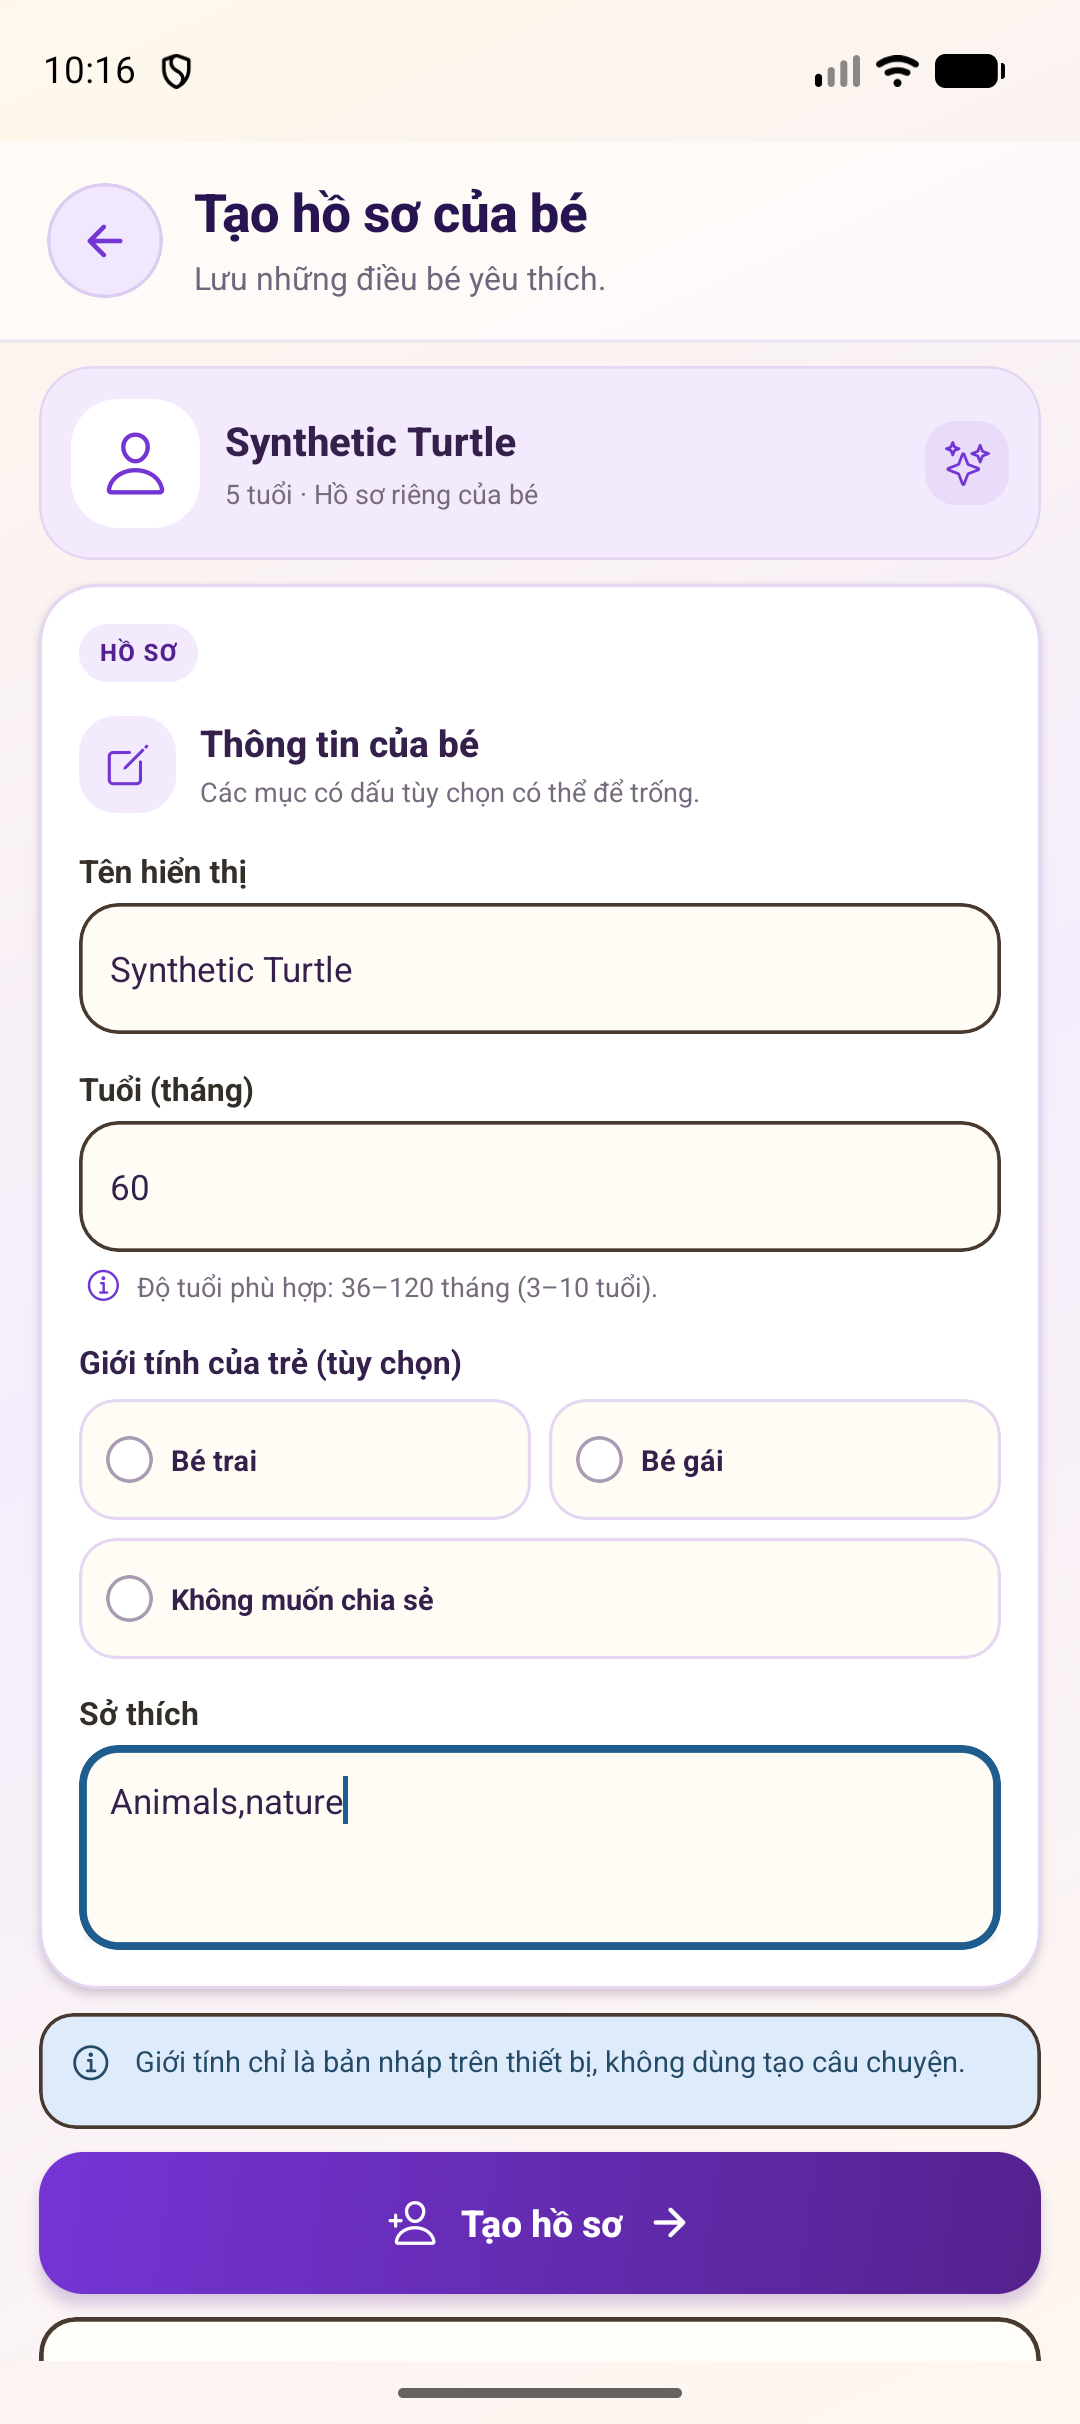 10:16
Tạo hồ sơ của bé
Lưu những điều bé yêu thích.
Synthetic Turtle
5 tuổi · Hồ sơ riêng của bé
HỒ SƠ
Thông tin của bé
Các mục có dấu tùy chọn có thể để trống.
Tên hiển thị
Synthetic Turtle
Tuổi (tháng)
60
Độ tuổi phù hợp: 36–120 tháng (3–10 tuổi).
Giới tính của trẻ (tùy chọn)
Bé trai
Bé gái
Không muốn chia sẻ
Sở thích
Animals,nature
Giới tính chỉ là bản nháp trên thiết bị, không dùng tạo câu chuyện.
Tạo hồ sơ